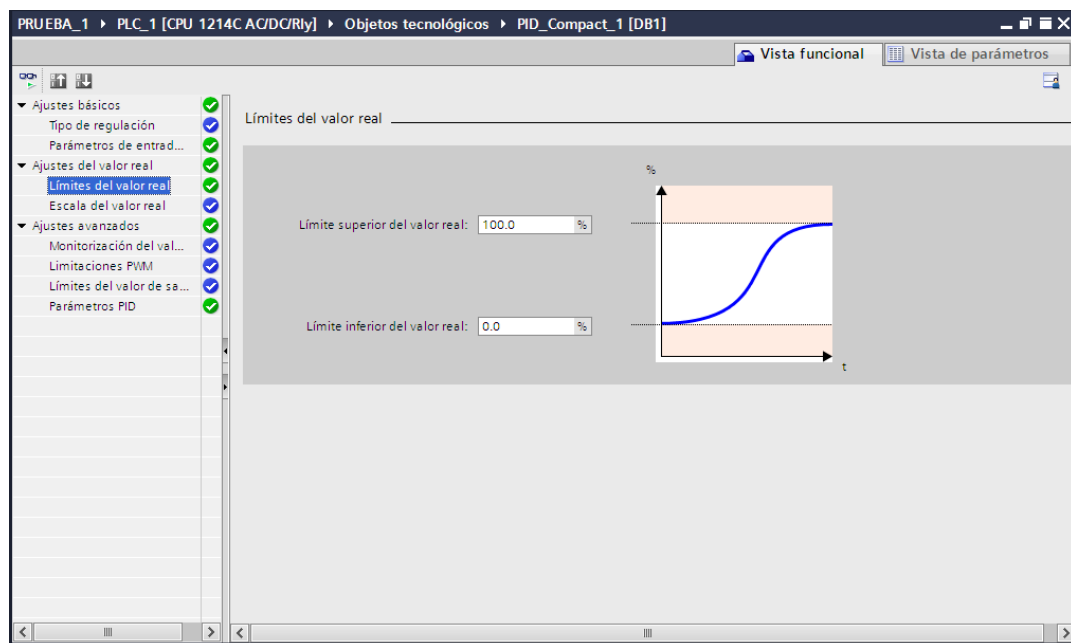 PRUEBA_1 ▸ PLC_1 [CPU 1214C AC/DC/Rly] ▸ Objetos tecnológicos ▸ PID_Compact_1 [DB1]
Vista funcional
Vista de parámetros
Ajustes básicos
Tipo de regulación
Parámetros de entrad...
Ajustes del valor real
Límites del valor real
Escala del valor real
Ajustes avanzados
Monitorización del val...
Limitaciones PWM
Límites del valor de sa...
Parámetros PID
Límites del valor real
%
Límite superior del valor real: 100.0 %
Límite inferior del valor real: 0.0 %
t